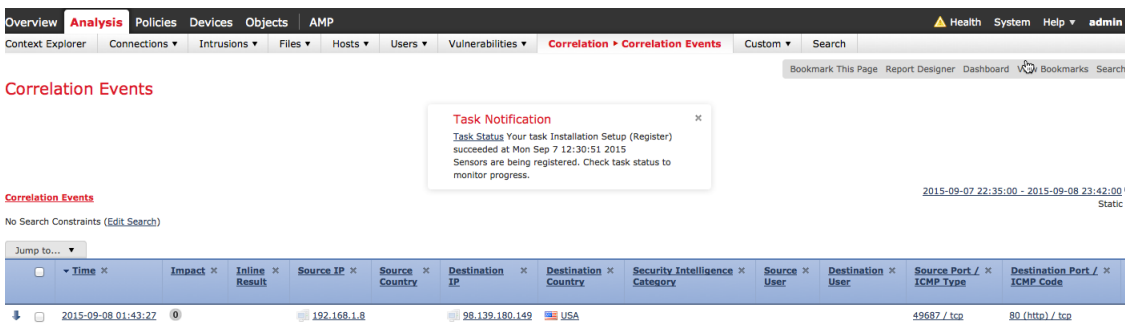 Overview Analysis Policies Devices Objects AMP Health System Help ▾ admin
Context Explorer Connections ▾ Intrusions ▾ Files ▾ Hosts ▾ Users ▾ Vulnerabilities ▾ Correlation ▸ Correlation Events Custom ▾ Search
Bookmark This Page Report Designer Dashboard View Bookmarks Search
Correlation Events
Task Notification ×
Task Status Your task Installation Setup (Register)
succeeded at Mon Sep 7 12:30:51 2015
Sensors are being registered. Check task status to
monitor progress.
Correlation Events
2015-09-07 22:35:00 - 2015-09-08 23:42:00
Static
No Search Constraints (Edit Search)
Jump to... ▼
▾ Time × Impact × Inline Result × Source IP × Source Country × Destination IP × Destination Country × Security Intelligence Category × Source User × Destination User × Source Port / ICMP Type × Destination Port / ICMP Code ×
2015-09-08 01:43:27 0 192.168.1.8 98.139.180.149 USA 49687 / tcp 80 (http) / tcp